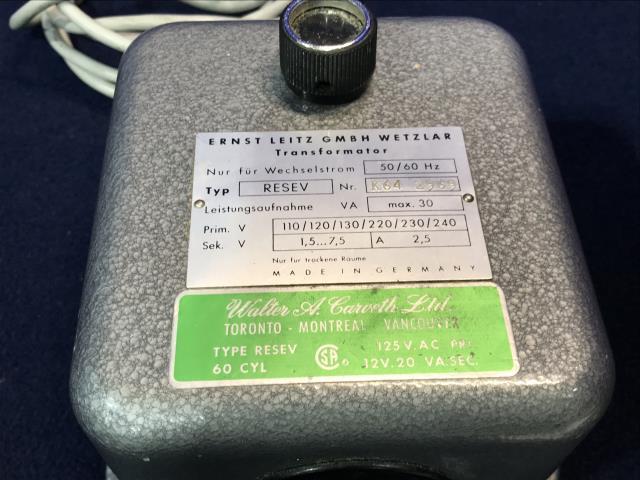 ERNST LEITZ GMBH WETZLAR
Transformator
Nur für Wechselstrom 50/60 Hz
Typ RESEV Nr.
Leistungsaufnahme VA max. 30
Prim. V 110/120/130/220/230/240
Sek. V 1,5...7,5 A 2,5
Nur für trockene Räume
MADE IN GERMANY
Walter A. Carveth Ltd.
TORONTO - MONTREAL VANCOUVER
TYPE RESEV SA 125 V. AC PRI.
60 CYL 12V. 20 VA SEC.